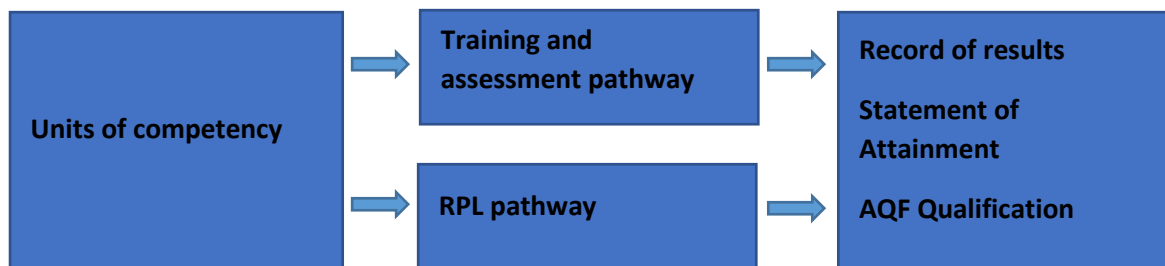 Units of competency
Training and
assessment pathway
RPL pathway
Record of results
Statement of
Attainment
AQF Qualification